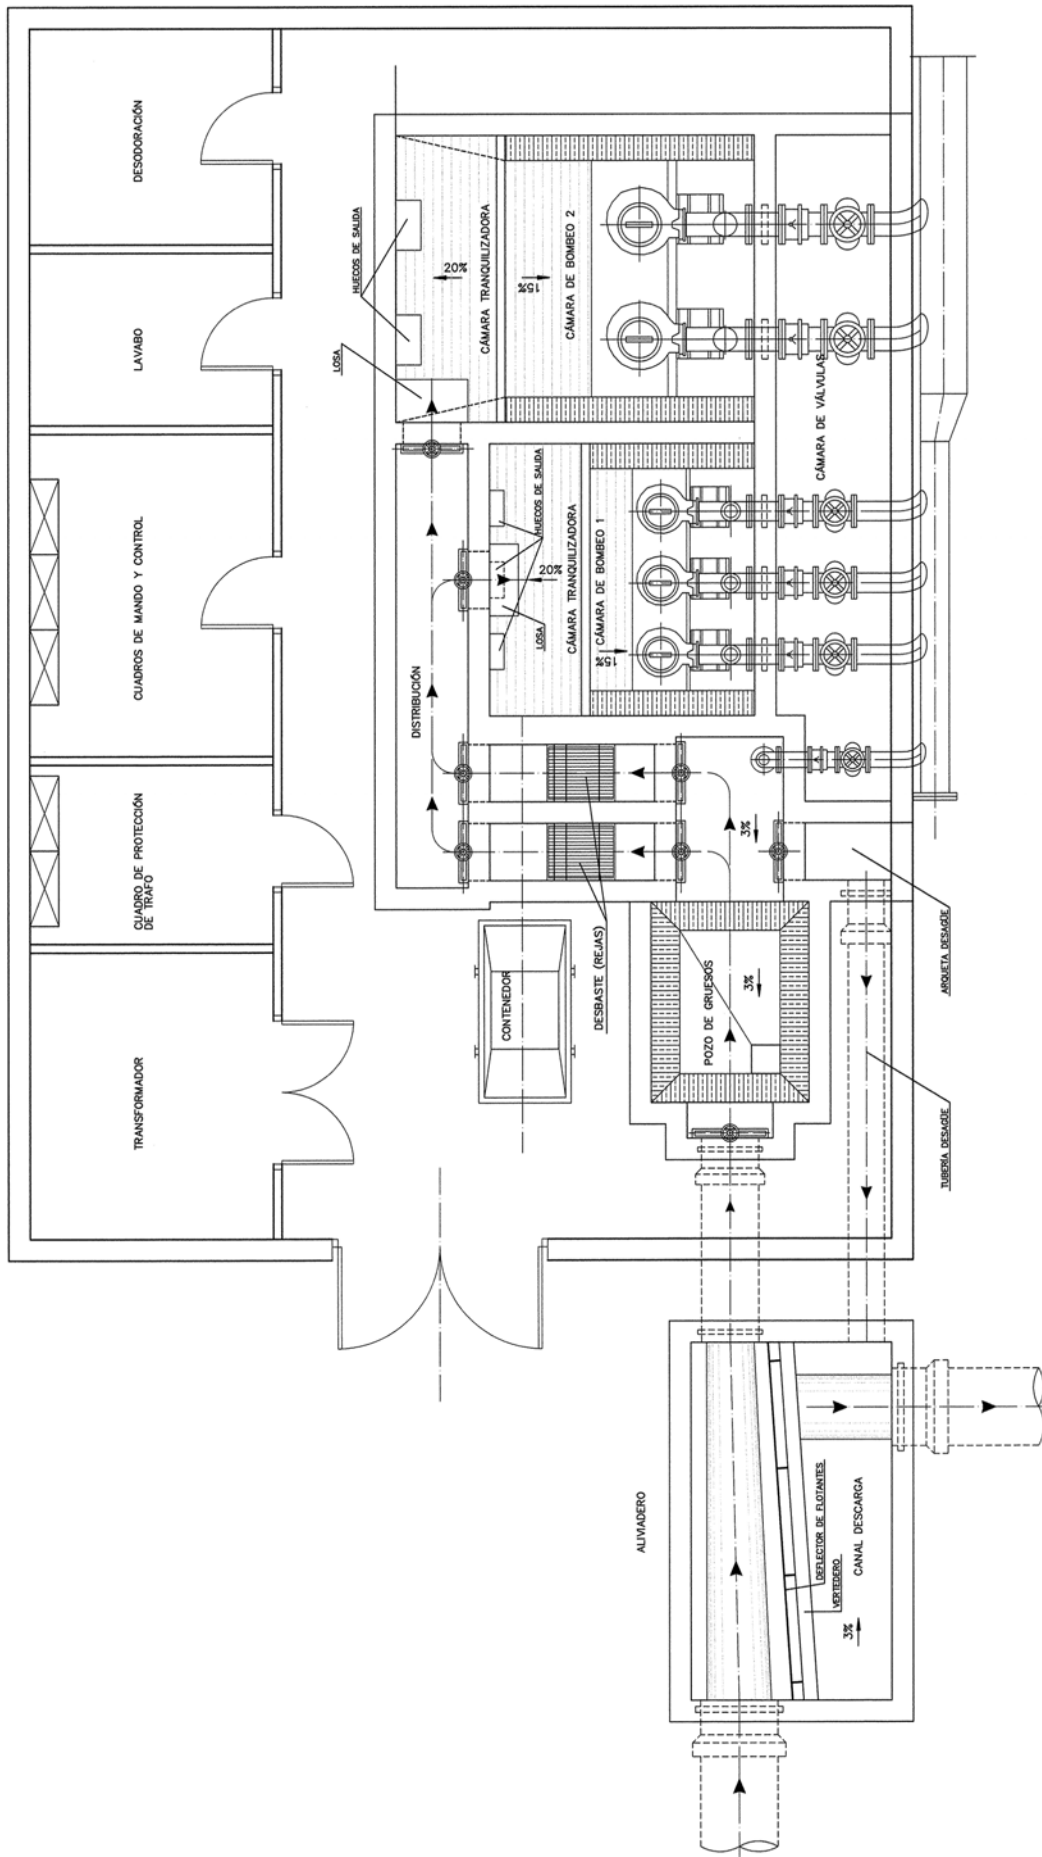 DESODORACIÓN
LAVABO
CUADROS DE MANDO Y CONTROL
CUADRO DE PROTECCIÓN
DE TRAFO
TRANSFORMADOR
HUECOS DE SALIDA
LOSA
CÁMARA TRANQUILIZADORA
20%
15%
CÁMARA DE BOMBEO 2
DISTRIBUCIÓN
HUECOS DE SALIDA
LOSA
20%
CÁMARA TRANQUILIZADORA
15%
CÁMARA DE BOMBEO 1
CÁMARA DE VÁLVULAS
CONTENEDOR
DESBASTE (REJAS)
3%
POZO DE GRUESOS
3%
ARQUETA DESAGÜE
TUBERÍA DESAGÜE
ALIVIADERO
DEFLECTOR DE FLOTANTES
VERTEDERO
CANAL DESCARGA
3%